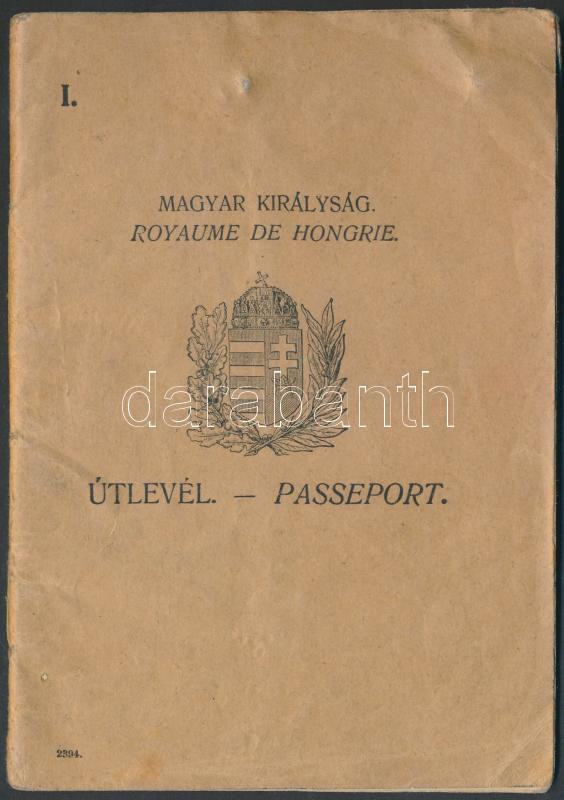 I.
MAGYAR KIRÁLYSÁG.
ROYAUME DE HONGRIE.
darabanth
ÚTLEVÉL. — PASSEPORT.
2394.